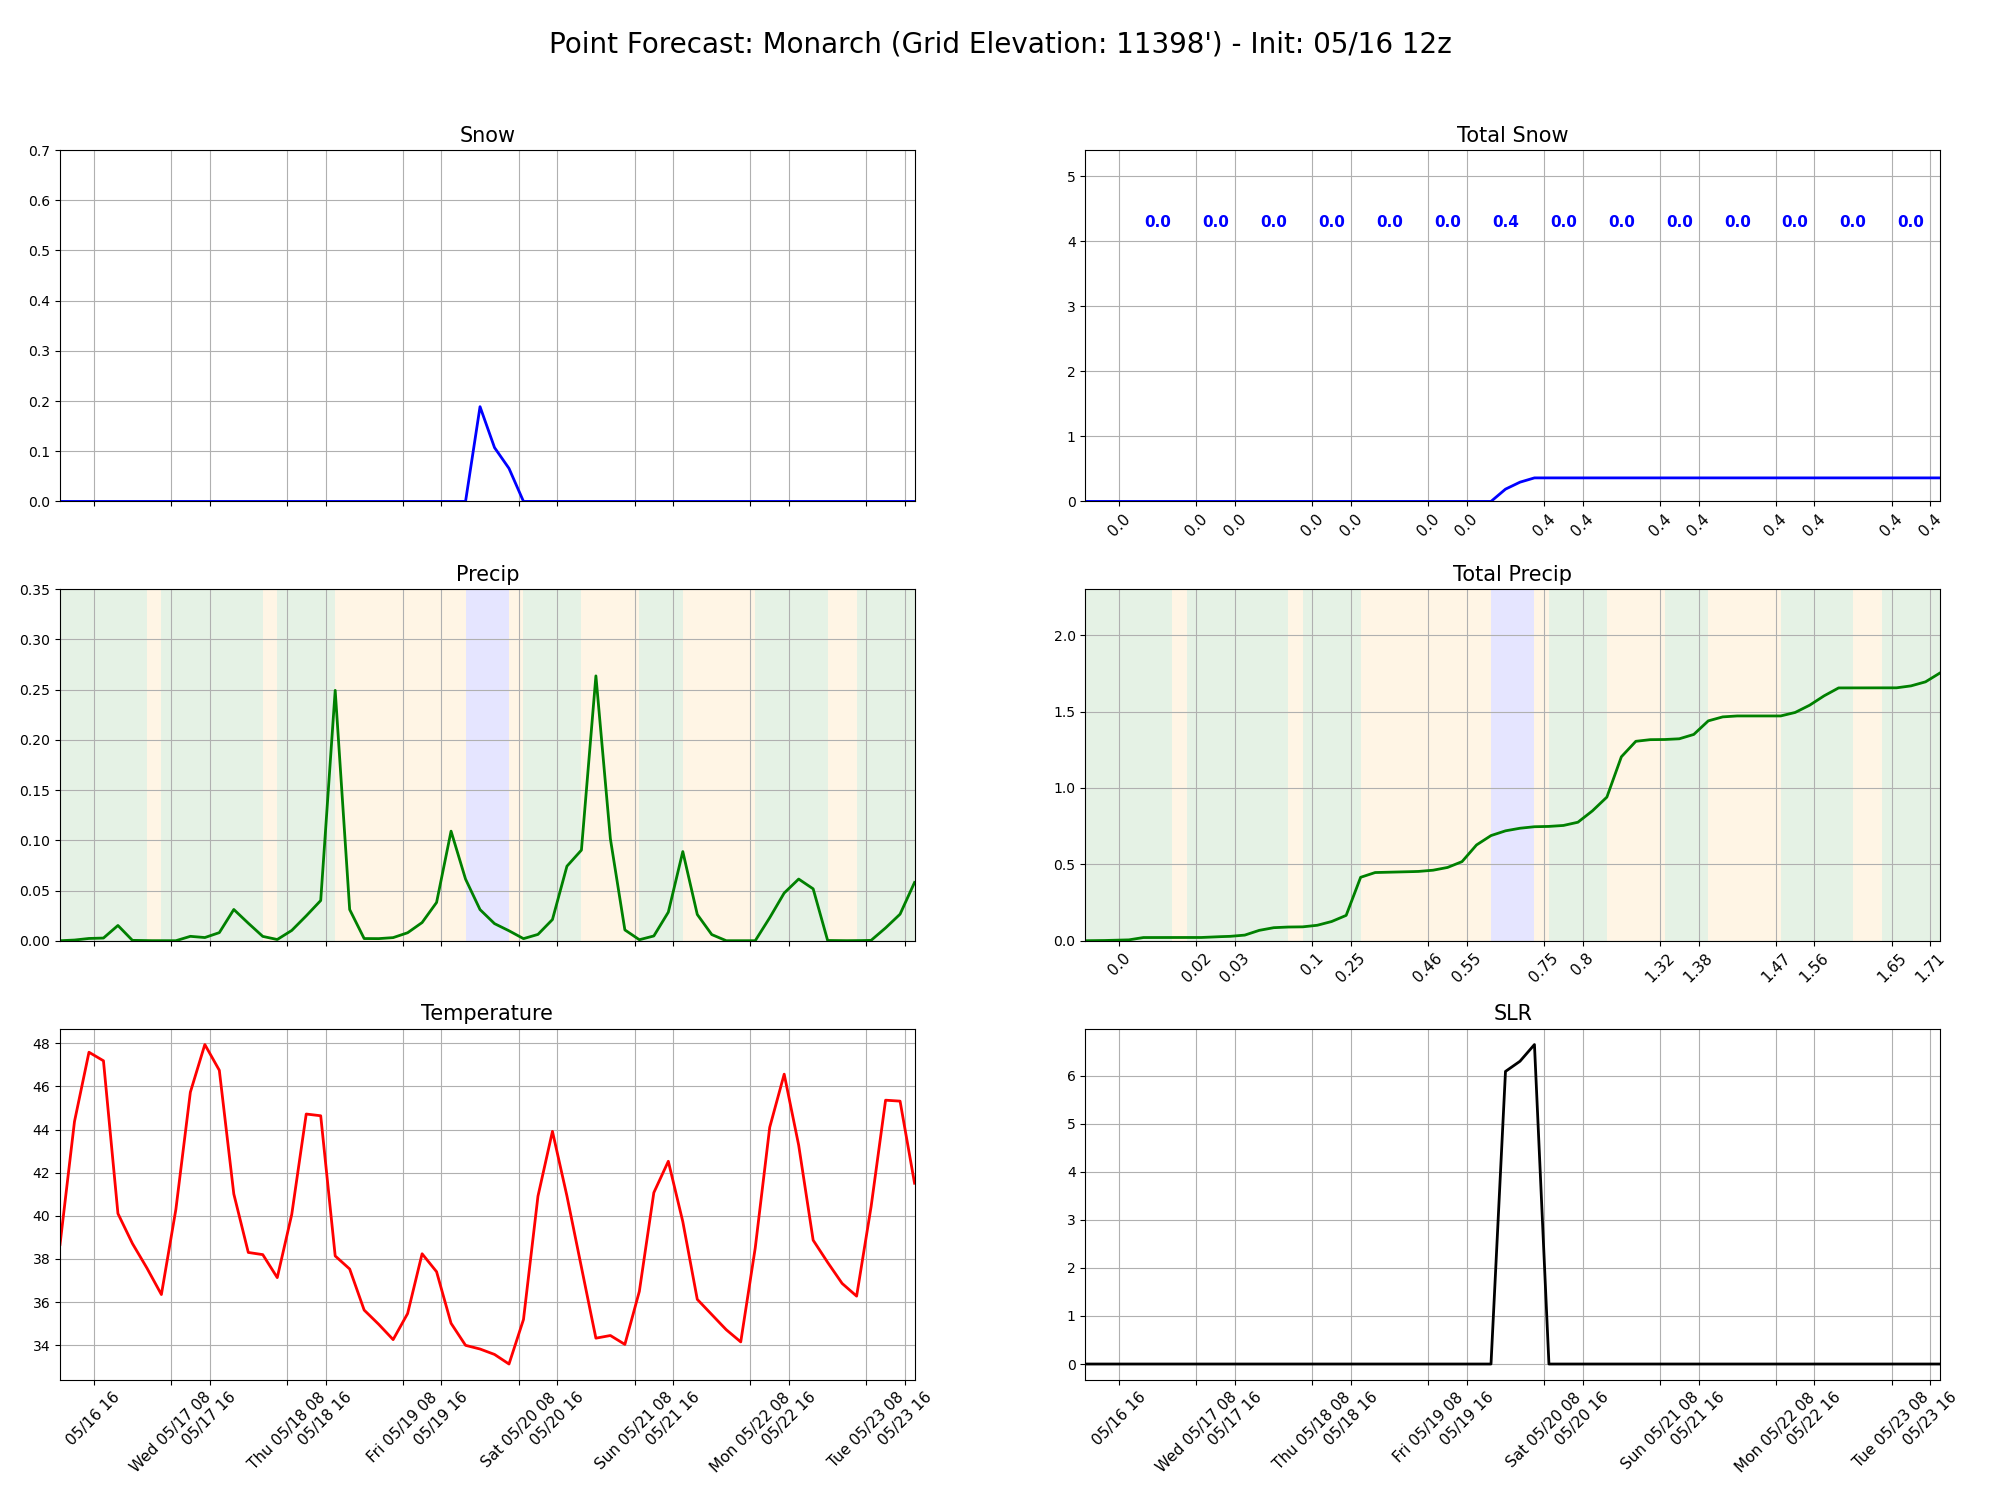 Point Forecast: Monarch (Grid Elevation: 11398') - Init: 05/16 12z
Snow
0.7
0.6
0.5
0.4
0.3
0.2
0.1
0.0
Total Snow
5
4
3
2
1
0
0.0 0.0 0.0 0.0 0.0 0.0 0.4 0.0 0.0 0.0 0.0 0.0 0.0 0.0
0.0 0.0 0.0 0.0 0.0 0.0 0.0 0.4 0.4 0.4 0.4 0.4 0.4 0.4 0.4
Precip
0.35
0.30
0.25
0.20
0.15
0.10
0.05
0.00
Total Precip
2.0
1.5
1.0
0.5
0.0
0.0 0.02 0.03 0.1 0.25 0.46 0.55 0.75 0.8 1.32 1.38 1.47 1.56 1.65 1.71
Temperature
48
46
44
42
40
38
36
34
05/16 16
Wed 05/17 08
05/17 16
Thu 05/18 08
05/18 16
Fri 05/19 08
05/19 16
Sat 05/20 08
05/20 16
Sun 05/21 08
05/21 16
Mon 05/22 08
05/22 16
Tue 05/23 08
05/23 16
SLR
6
5
4
3
2
1
0
05/16 16
Wed 05/17 08
05/17 16
Thu 05/18 08
05/18 16
Fri 05/19 08
05/19 16
Sat 05/20 08
05/20 16
Sun 05/21 08
05/21 16
Mon 05/22 08
05/22 16
Tue 05/23 08
05/23 16